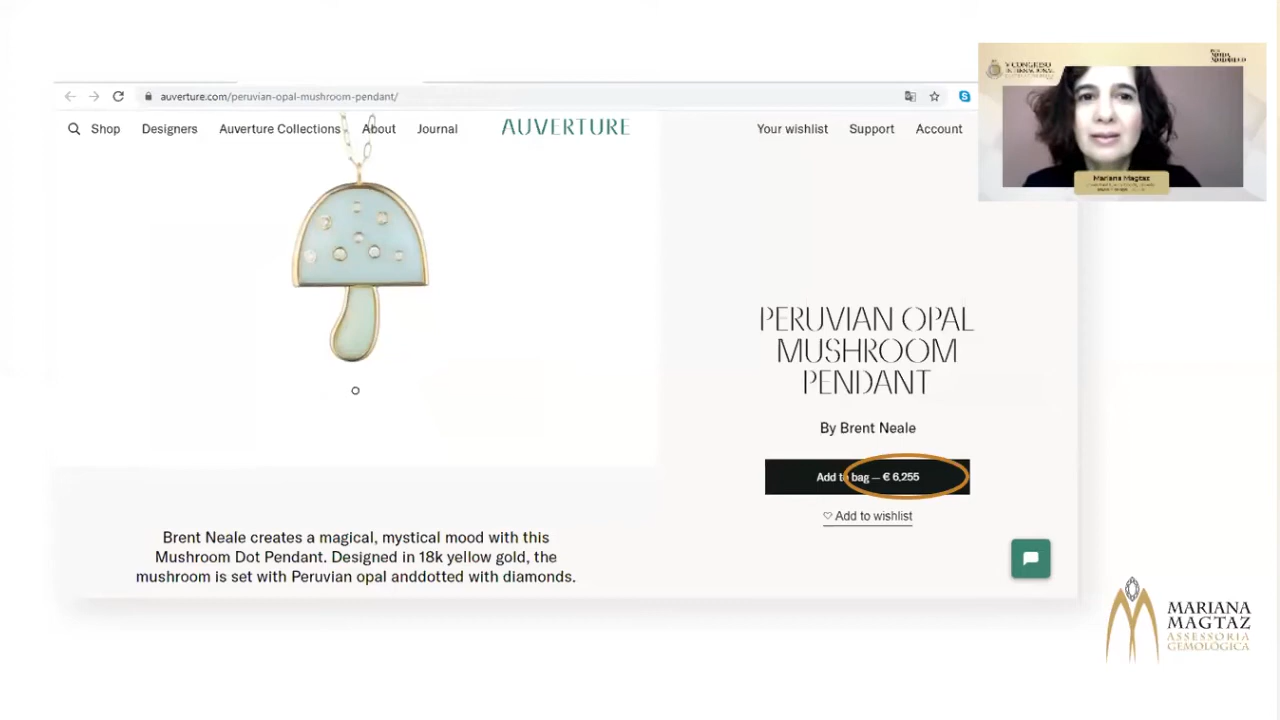 V CONGRESO
INTERNACIONAL
auverture.com/peruvian-opal-mushroom-pendant/
Shop
Designers
Auverture Collections
About
Journal
AUVERTURE
Your wishlist
Support
Account
Mariana Magtaz
PERUVIAN OPAL
MUSHROOM
PENDANT
By Brent Neale
Add to bag — € 6,255
Add to wishlist
Brent Neale creates a magical, mystical mood with this
Mushroom Dot Pendant. Designed in 18k yellow gold, the
mushroom is set with Peruvian opal anddotted with diamonds.
MARIANA
MAGTAZ
ASSESSORIA
GEMOLÓGICA